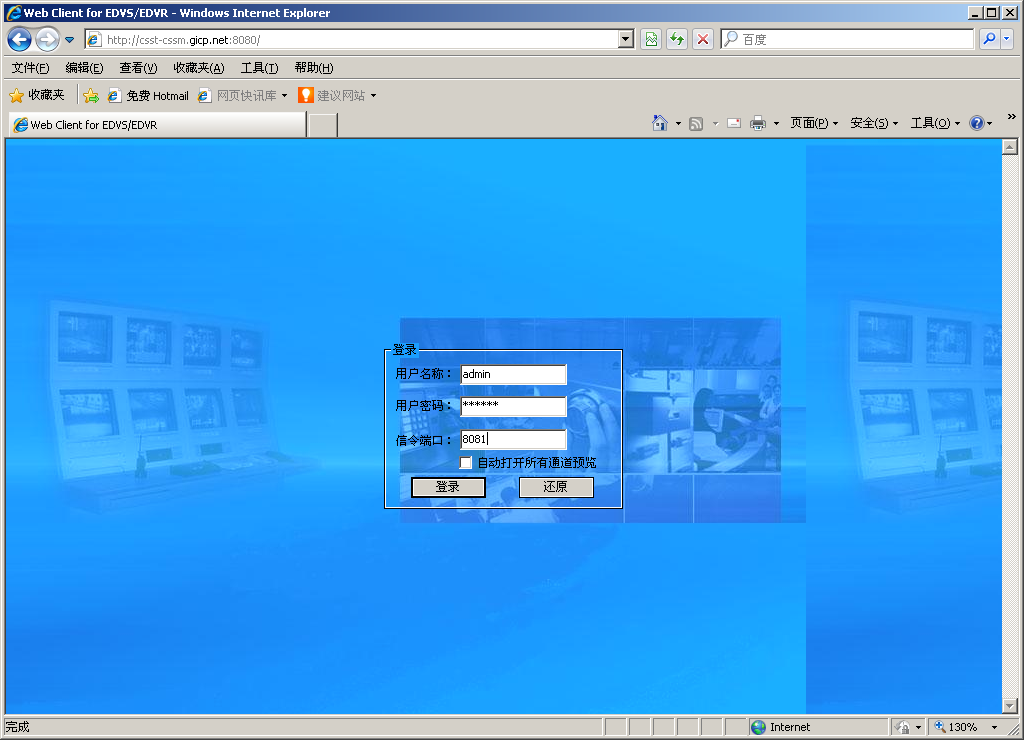 Web Client for EDVS/EDVR - Windows Internet Explorer
http://csst-cssm.gicp.net:8080/
百度
文件(F) 编辑(E) 查看(V) 收藏夹(A) 工具(T) 帮助(H)
收藏夹 免费 Hotmail 网页快讯库 建议网站
Web Client for EDVS/EDVR
页面(P) 安全(S) 工具(O) »
登录
用户名称： admin
用户密码： ******
信令端口： 8081
自动打开所有通道预览
登录 还原
完成 Internet 130%